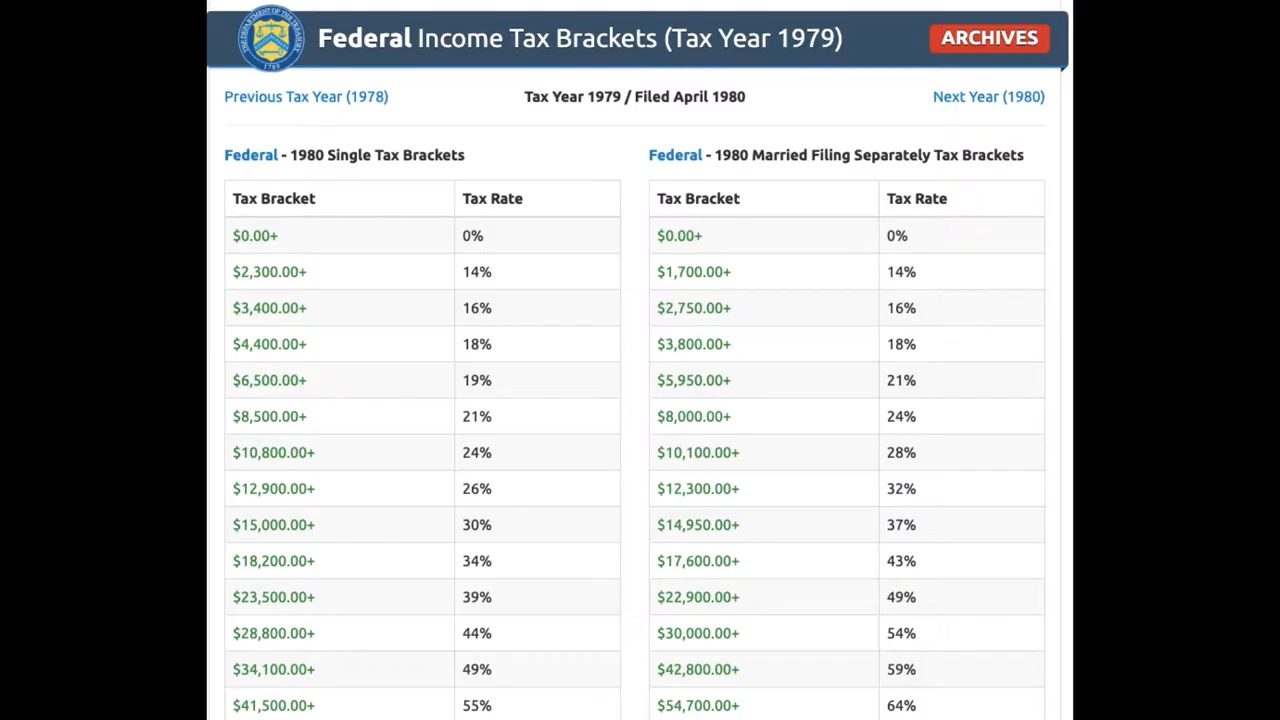 Federal Income Tax Brackets (Tax Year 1979)
ARCHIVES
Previous Tax Year (1978)
Tax Year 1979 / Filed April 1980
Next Year (1980)
Federal - 1980 Single Tax Brackets
Tax Bracket Tax Rate
$0.00+ 0%
$2,300.00+ 14%
$3,400.00+ 16%
$4,400.00+ 18%
$6,500.00+ 19%
$8,500.00+ 21%
$10,800.00+ 24%
$12,900.00+ 26%
$15,000.00+ 30%
$18,200.00+ 34%
$23,500.00+ 39%
$28,800.00+ 44%
$34,100.00+ 49%
$41,500.00+ 55%
Federal - 1980 Married Filing Separately Tax Brackets
Tax Bracket Tax Rate
$0.00+ 0%
$1,700.00+ 14%
$2,750.00+ 16%
$3,800.00+ 18%
$5,950.00+ 21%
$8,000.00+ 24%
$10,100.00+ 28%
$12,300.00+ 32%
$14,950.00+ 37%
$17,600.00+ 43%
$22,900.00+ 49%
$30,000.00+ 54%
$42,800.00+ 59%
$54,700.00+ 64%
THE DEPARTMENT OF THE TREASURY
1789